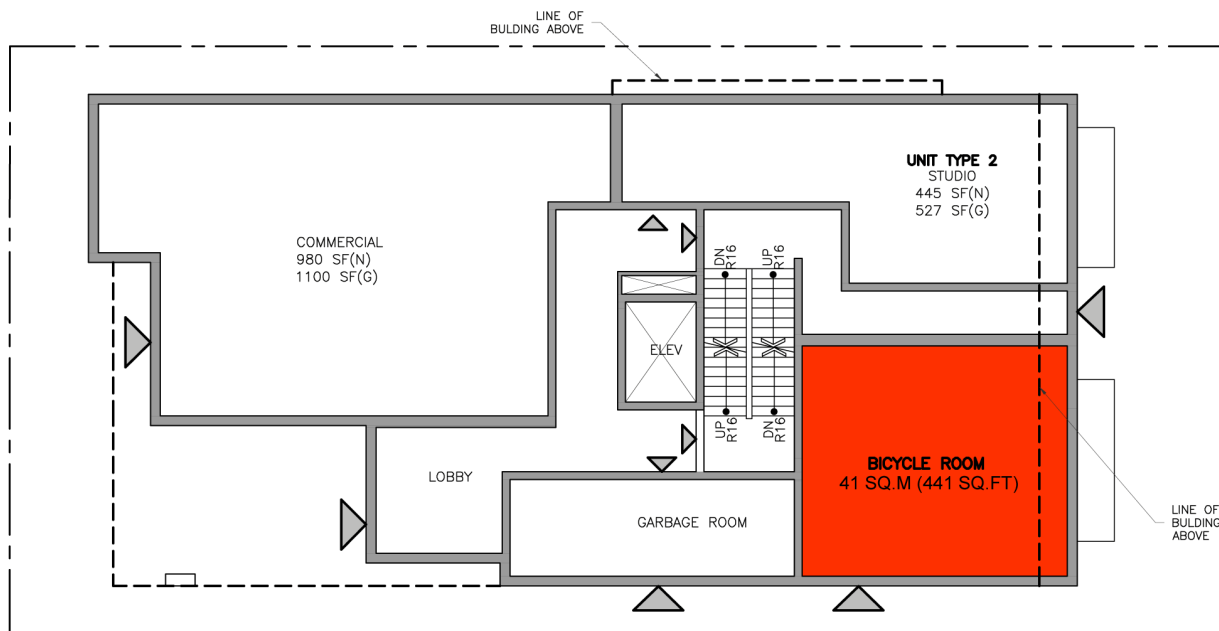 LINE OF
BULDING ABOVE
UNIT TYPE 2
STUDIO
445 SF(N)
527 SF(G)
COMMERCIAL
980 SF(N)
1100 SF(G)
DN
R16
UP
R16
ELEV
UP
R16
DN
R16
LOBBY
GARBAGE ROOM
BICYCLE ROOM
41 SQ.M (441 SQ.FT)
LINE OF
BULDING
ABOVE